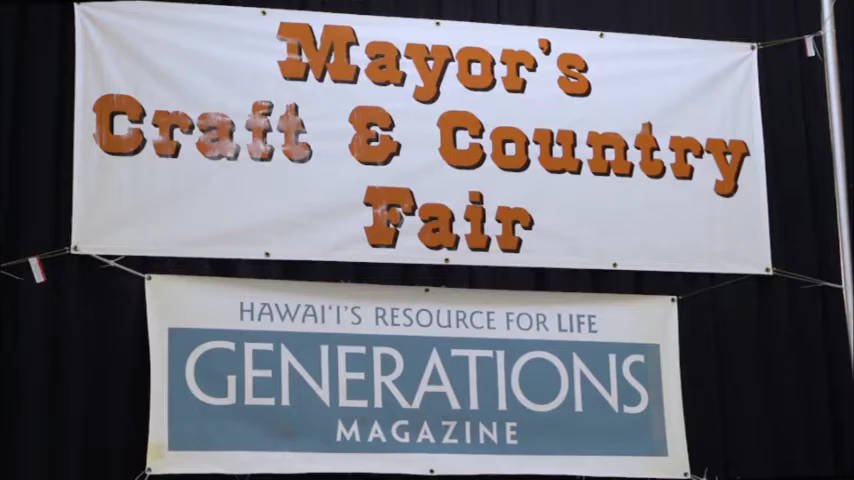 Mayor's
Craft & Country
Fair
HAWAI‘I'S RESOURCE FOR LIFE
GENERATIONS
MAGAZINE